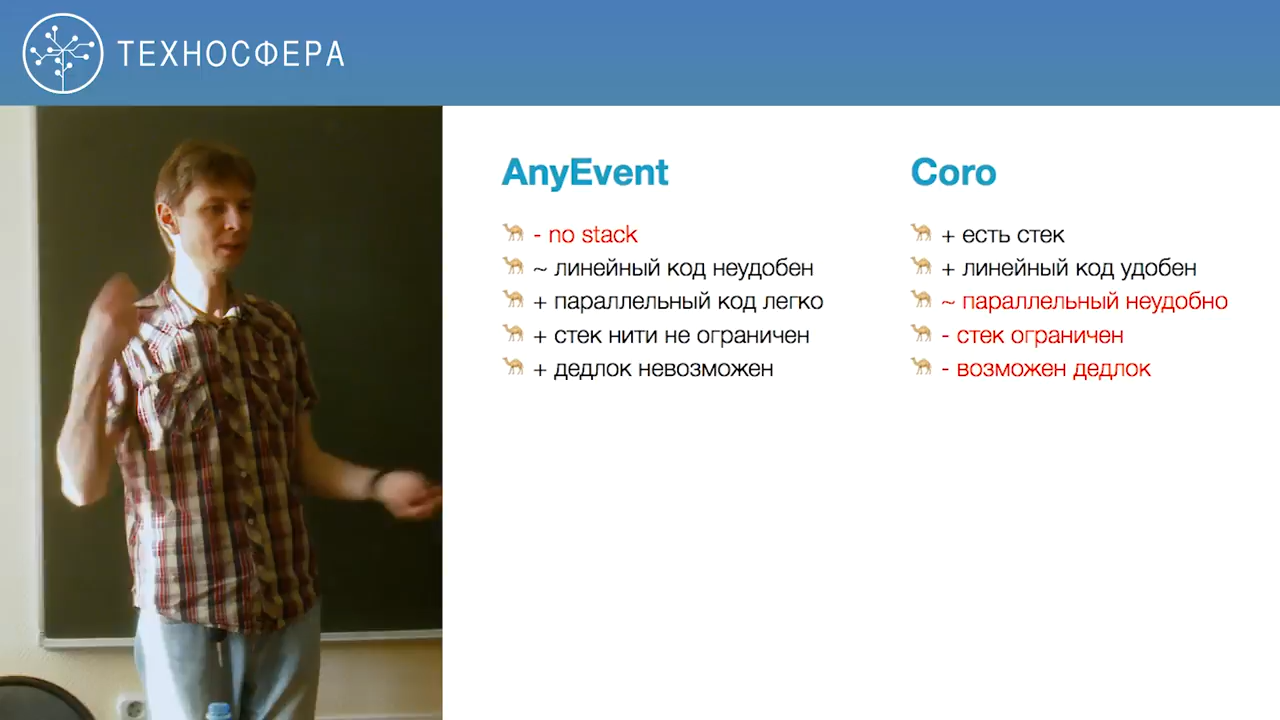 ТЕХНОСФЕРА
AnyEvent
- no stack
~ линейный код неудобен
+ параллельный код легко
+ стек нити не ограничен
+ дедлок невозможен
Coro
+ есть стек
+ линейный код удобен
~ параллельный неудобно
- стек ограничен
- возможен дедлок